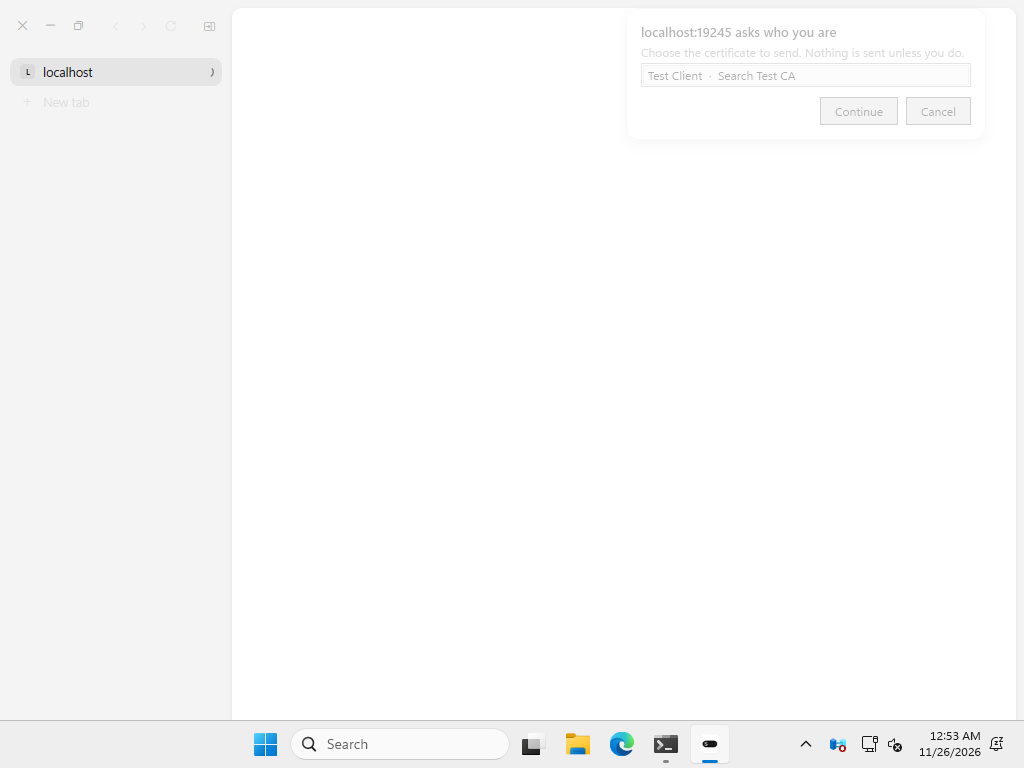 localhost:19245 asks who you are
Choose the certificate to send. Nothing is sent unless you do.
Test Client · Search Test CA
Continue
Cancel
L
localhost
+ New tab
Search
12:53 AM
11/26/2026